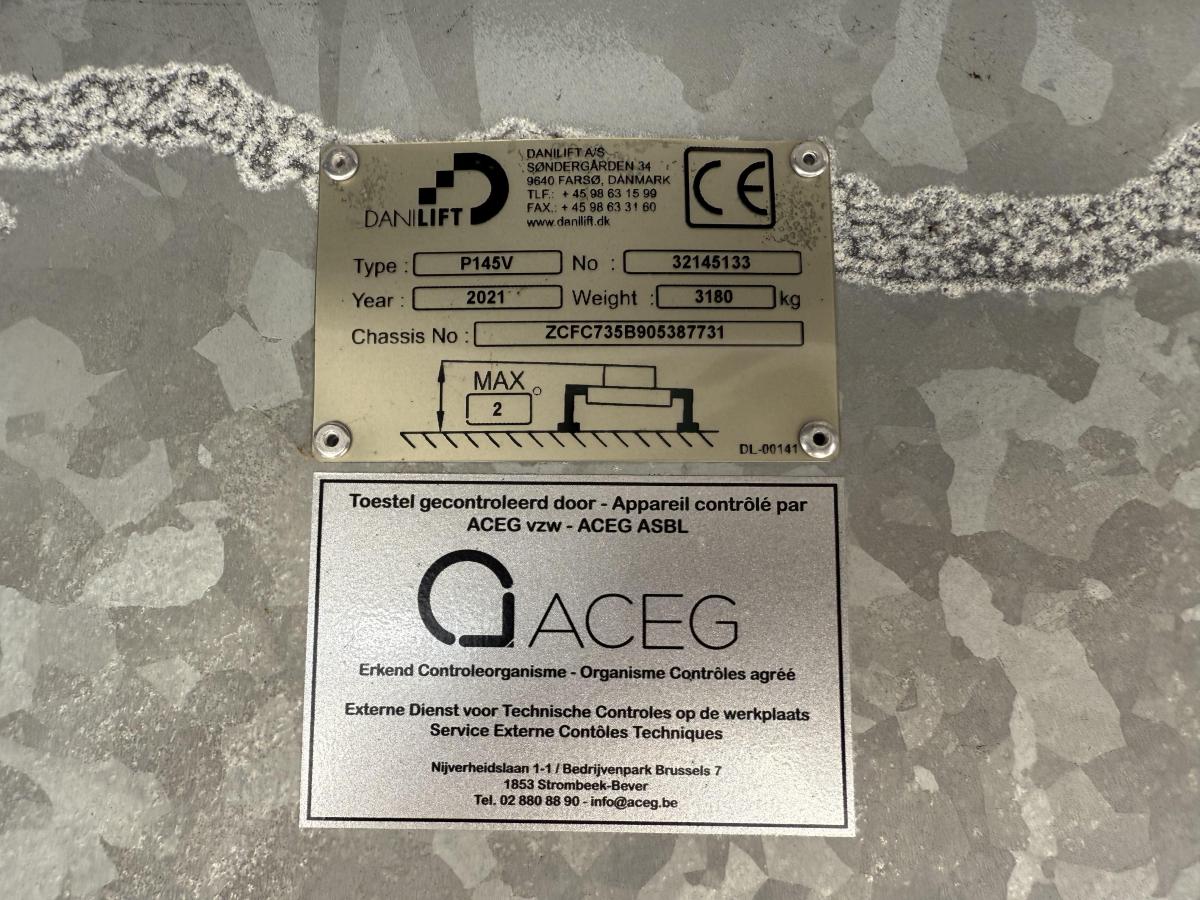 DANILIFT
DANILIFT A/S
SØNDERGÅRDEN 34
9640 FARSØ, DANMARK
TLF.: + 45 98 63 15 99
FAX.: + 45 98 63 31 60
www.danilift.dk
CE
Type : P145V No : 32145133
Year : 2021 Weight : 3180 kg
Chassis No : ZCFC735B905387731
MAX
2 °
DL-00141
Toestel gecontroleerd door - Appareil contrôlé par
ACEG vzw - ACEG ASBL
ACEG
Erkend Controleorganisme - Organisme Contrôles agréé
Externe Dienst voor Technische Controles op de werkplaats
Service Externe Contôles Techniques
Nijverheidslaan 1-1 / Bedrijvenpark Brussels 7
1853 Strombeek-Bever
Tel. 02 880 88 90 - info@aceg.be